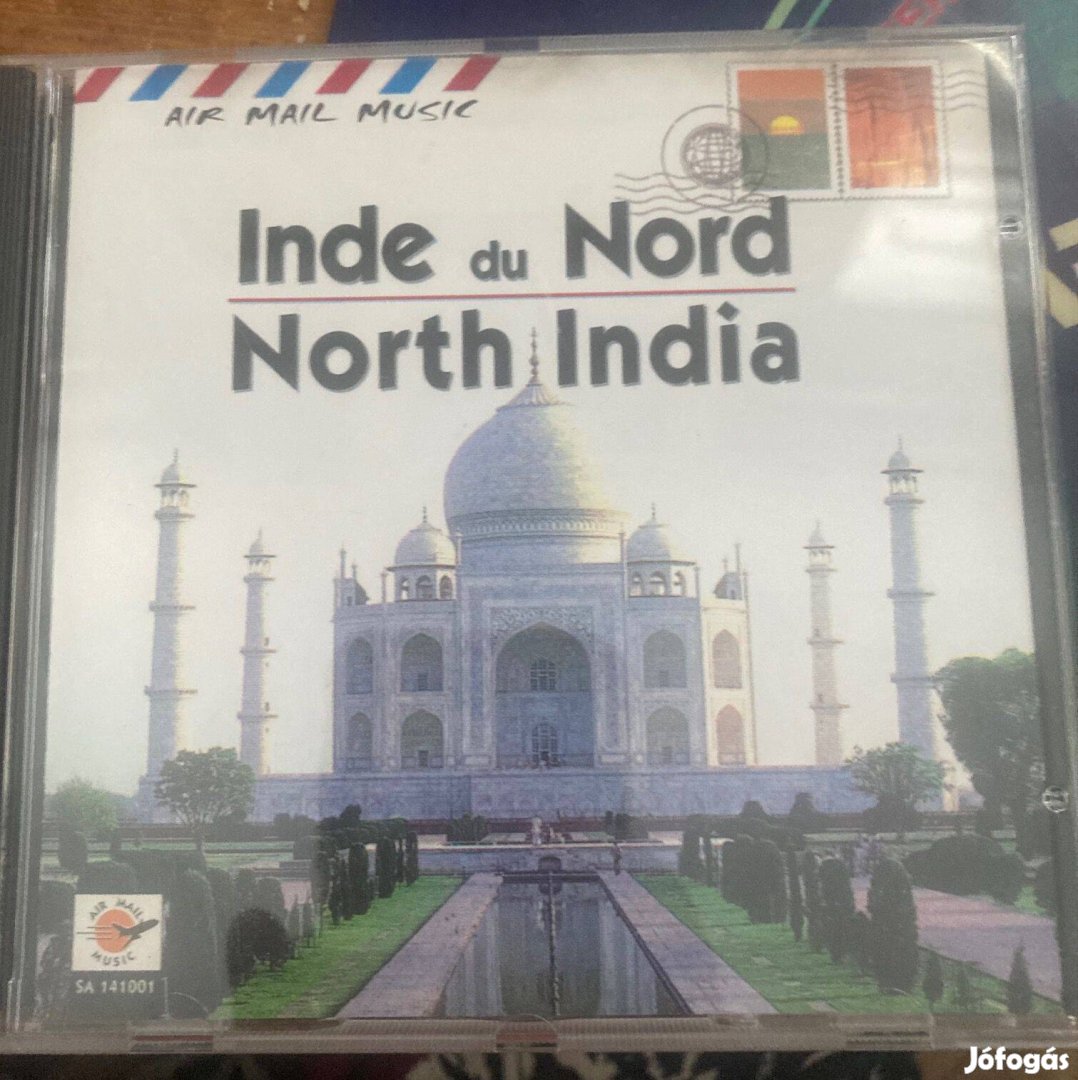 AIR MAIL MUSIC
Inde du Nord
North India
AIR MAIL
MUSIC
SA 141001
Jófogás